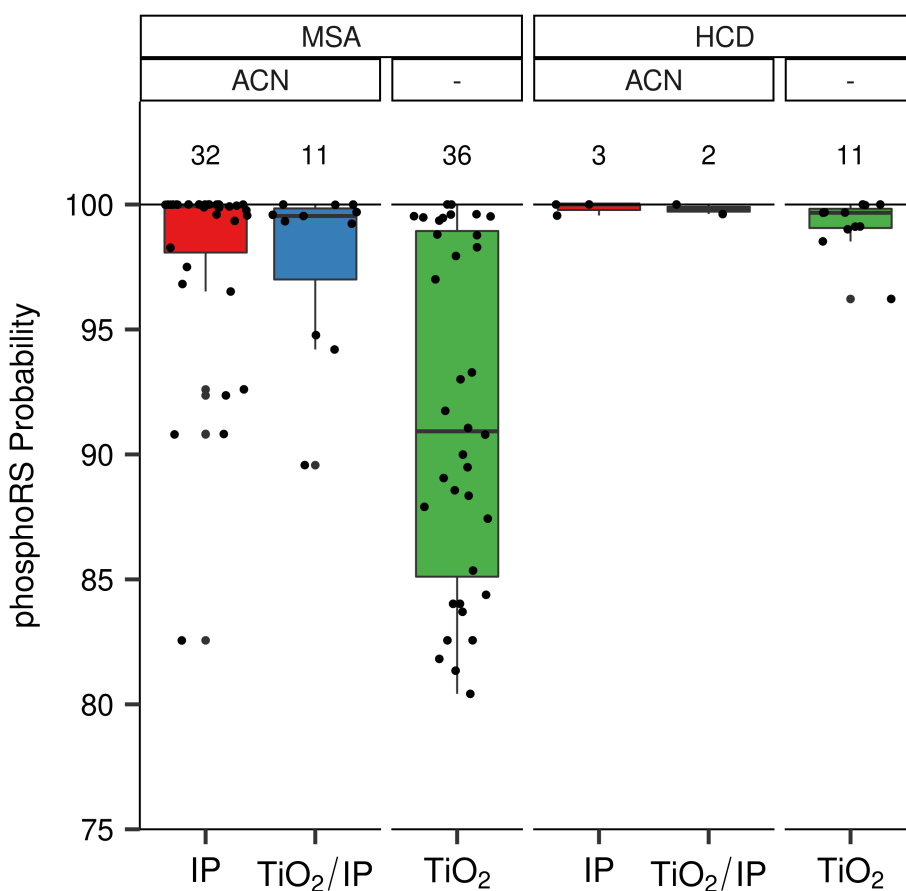 MSA HCD
ACN - ACN -
32 11 36 3 2 11
100
95
90
85
80
75
phosphoRS Probability
IP TiO₂/IP TiO₂ IP TiO₂/IP TiO₂